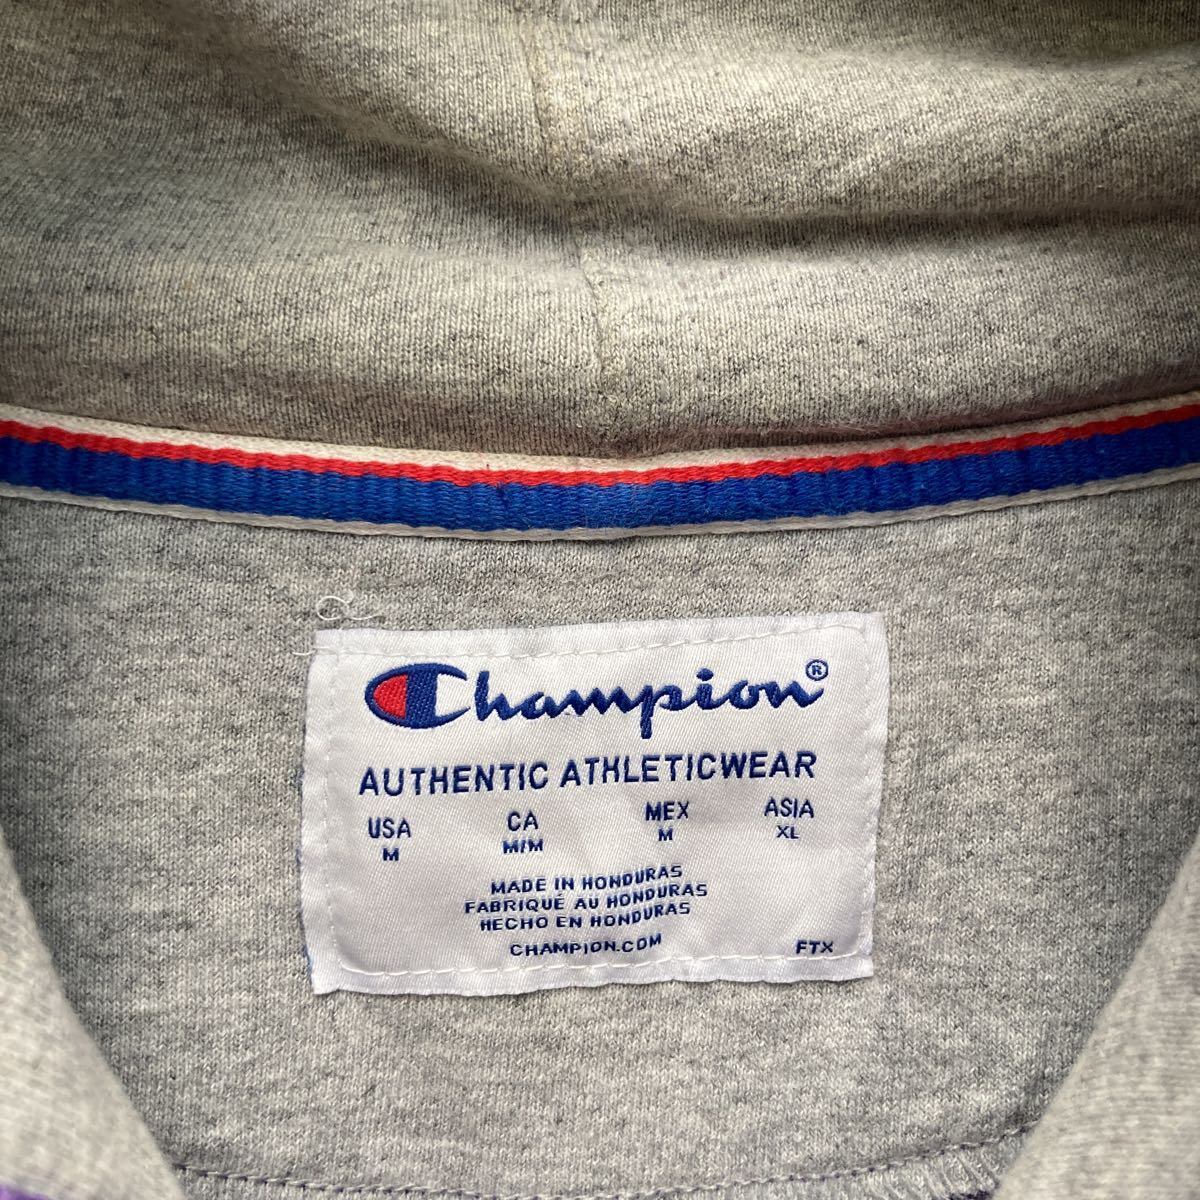 Champion®
AUTHENTIC ATHLETICWEAR
USA CA MEX ASIA
M M/M M XL
MADE IN HONDURAS
FABRIQUÉ AU HONDURAS
HECHO EN HONDURAS
CHAMPION.COM FTX